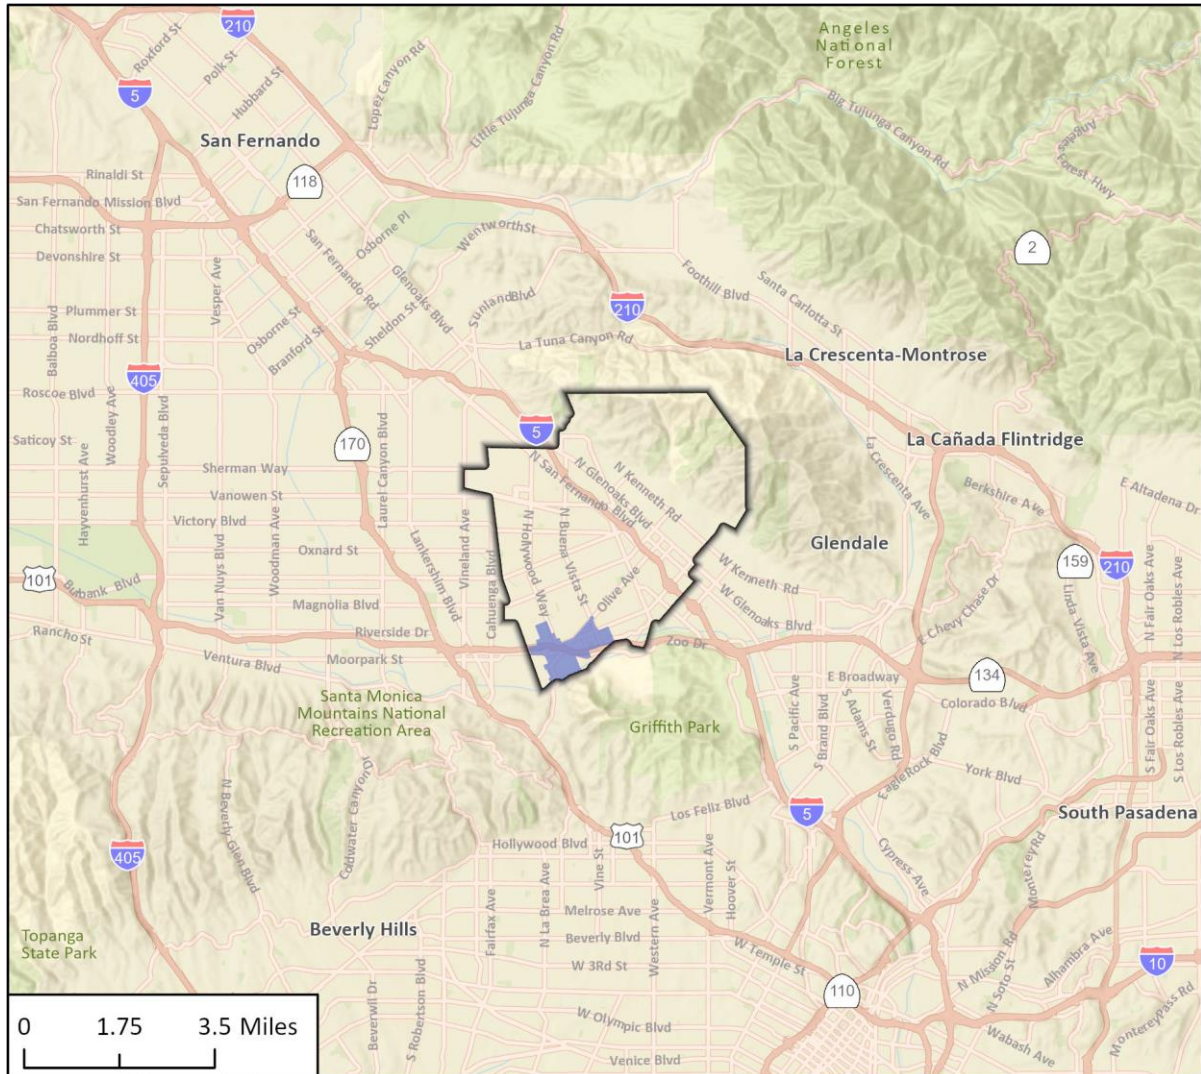 210
Angeles
National
Forest
Roxford St
Polk St
Hubbard St
Lopez Canyon Rd
Little Tujunga Canyon Rd
5
Big Tujunga Canyon Rd
Angeles
Forest Hwy
San Fernando
Rinaldi St
118
San Fernando Mission Blvd
Chatsworth St
Devonshire St
Osborne Pl
Wentworth St
2
San Fernando Rd
Glenoaks Blvd
Vesper Ave
Sunland Blvd
Foothill Blvd
Santa Carlotta St
210
Balboa Blvd
Plummer St
Nordhoff St
Osborne St
Branford St
Sheldon St
La Tuna Canyon Rd
La Crescenta-Montrose
405
Roscoe Blvd
Woodley Ave
Sepulveda Blvd
Saticoy St
Hayvenhurst Ave
170
Laurel Canyon Blvd
5
N San Fernando Blvd
N Glenoaks Blvd
N Kenneth Rd
La Crescenta Ave
La Cañada Flintridge
Sherman Way
Vanowen St
Victory Blvd
Vineland Ave
N Hollywood Way
N Buena Vista St
Berkshire Ave
E Altadena Dr
Van Nuys Blvd
Woodman Ave
Oxnard St
Lankershim Blvd
Cahuenga Blvd
Glendale
159
210
101
Burbank Blvd
Magnolia Blvd
Olive Ave
W Kenneth Rd
W Glenoaks Blvd
E Chevy Chase Dr
Linda Vista Ave
N Fair Oaks Ave
N Los Robles Ave
Rancho St
Riverside Dr
Ventura Blvd
Moorpark St
Zoo Dr
E Broadway
134
Colorado Blvd
Santa Monica
Mountains National
Recreation Area
Griffith Park
S Pacific Ave
S Brand Blvd
S Adams St
Verdugo Rd
Eagle Rock Blvd
York Blvd
S Fair Oaks Ave
S Los Robles Ave
N Beverly Glen Blvd
Coldwater Canyon Dr
Los Feliz Blvd
5
South Pasadena
405
Hollywood Blvd
101
Vine St
Vermont Ave
Hoover St
Cypress Ave
Monterey Rd
Fairfax Ave
N La Brea Ave
Melrose Ave
Western Ave
Beverly Hills
Beverly Blvd
W 3Rd St
W Temple St
N Mission Rd
N Soto St
Alhambra Ave
10
Topanga
State Park
Beverwil Dr
S Robertson Blvd
110
W Olympic Blvd
Venice Blvd
Wabash Ave
Monterey Pass Rd
0 1.75 3.5 Miles